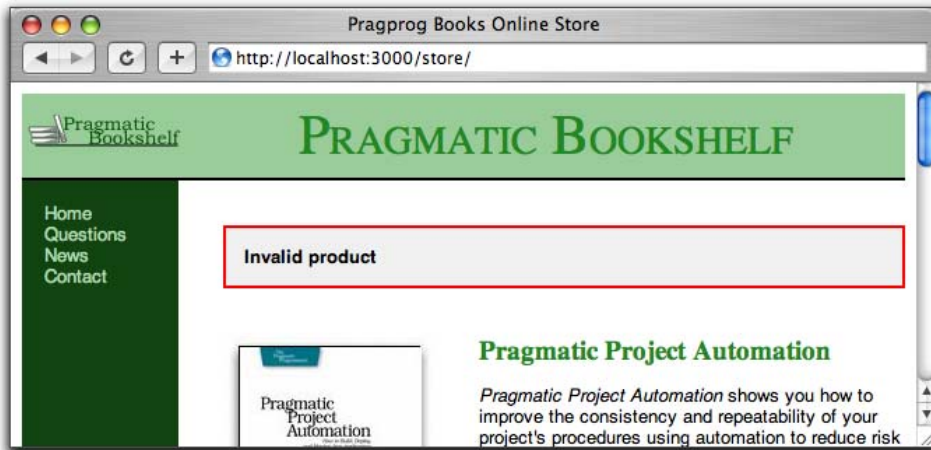 Pragprog Books Online Store
http://localhost:3000/store/
Pragmatic
Bookshelf
PRAGMATIC BOOKSHELF
Home
Questions
News
Contact
Invalid product
Pragmatic
Project
Automation
Pragmatic Project Automation
Pragmatic Project Automation shows you how to
improve the consistency and repeatability of your
project's procedures using automation to reduce risk